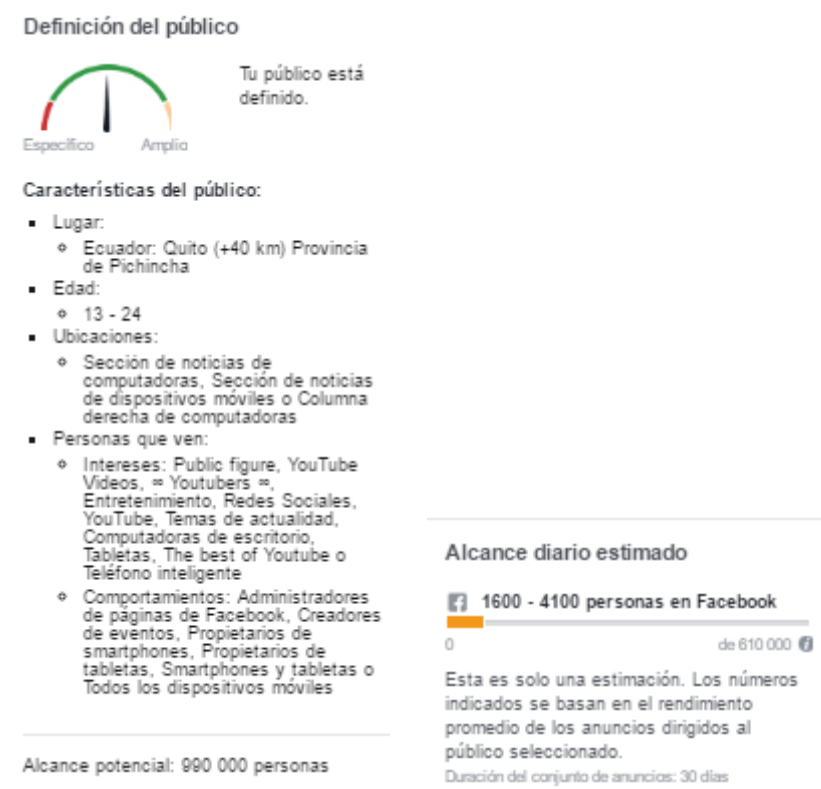 Definición del público
Tu público está
definido.
Específico
Amplio
Características del público:
▪ Lugar:
∘ Ecuador: Quito (+40 km) Provincia
de Pichincha
▪ Edad:
∘ 13 - 24
▪ Ubicaciones:
∘ Sección de noticias de
computadoras, Sección de noticias
de dispositivos móviles o Columna
derecha de computadoras
▪ Personas que ven:
∘ Intereses: Public figure, YouTube
Videos, ∞ Youtubers ∞,
Entretenimiento, Redes Sociales,
YouTube, Temas de actualidad,
Computadoras de escritorio,
Tabletas, The best of Youtube o
Teléfono inteligente
∘ Comportamientos: Administradores
de páginas de Facebook, Creadores
de eventos, Propietarios de
smartphones, Propietarios de
tabletas, Smartphones y tabletas o
Todos los dispositivos móviles
Alcance potencial: 990 000 personas
Alcance diario estimado
1600 - 4100 personas en Facebook
0
de 610 000
Esta es solo una estimación. Los números
indicados se basan en el rendimiento
promedio de los anuncios dirigidos al
público seleccionado.
Duración del conjunto de anuncios: 30 días